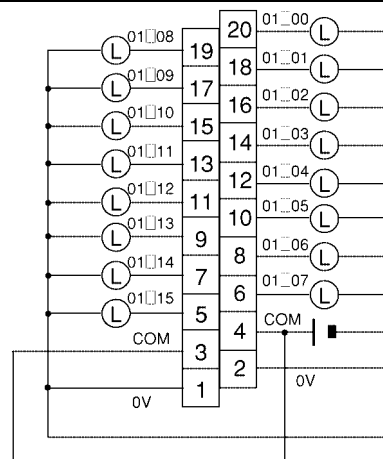 01□00
20 L
01□08
L 19
01□01
18 L
01□09
L 17
01□02
16 L
01□10
L 15
01□03
14 L
01□11
L 13
01□04
12 L
01□12
L 11
01□05
10 L
01□13
L 9
01□06
8 L
01□14
L 7
01□07
6 L
01□15
L 5
COM
4
COM
3
2
0V
1
0V